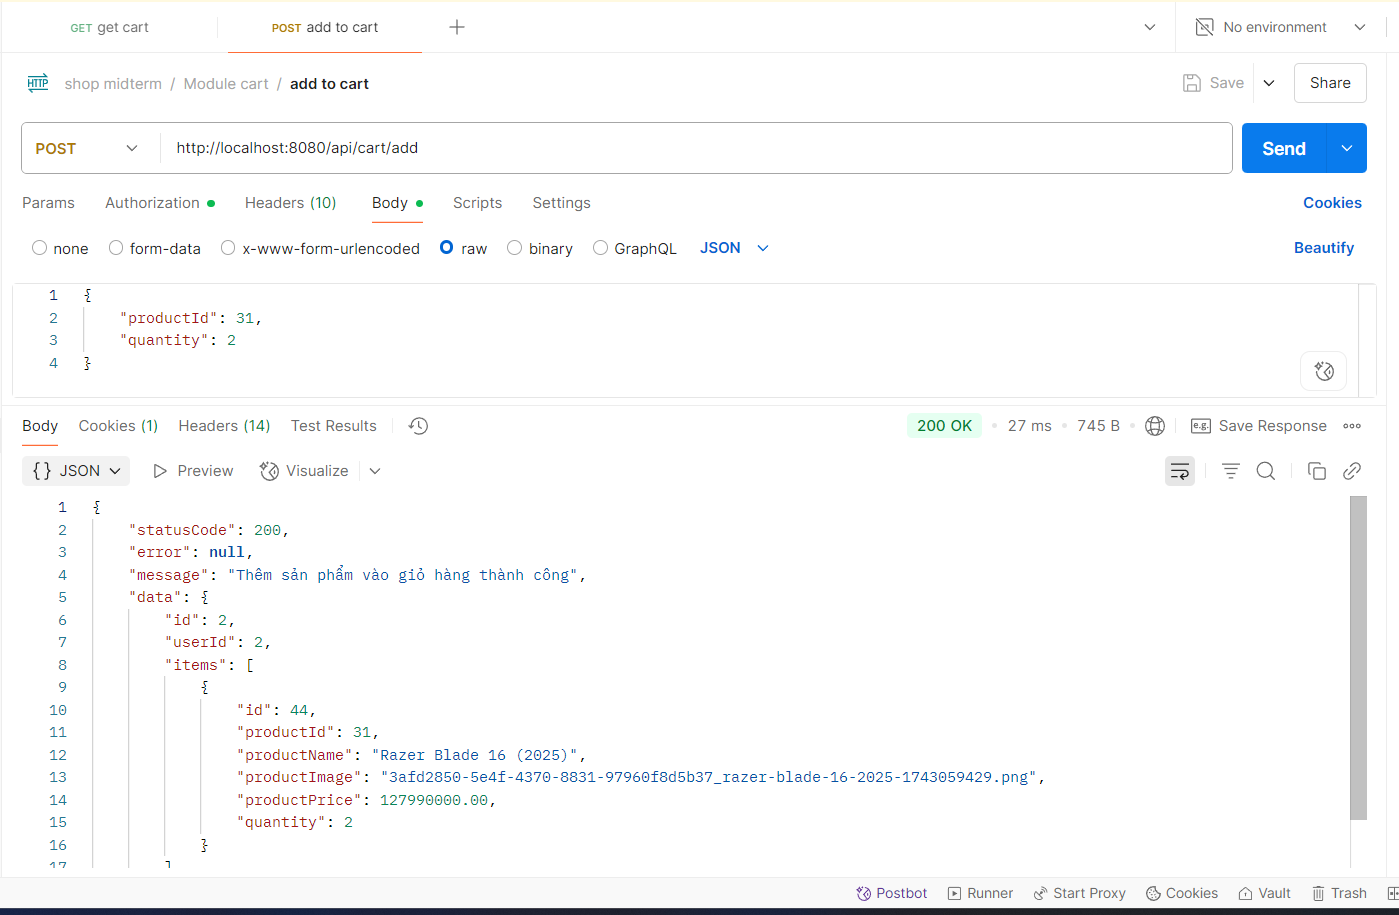 GET get cart
POST add to cart
No environment
HTTP shop midterm / Module cart / add to cart
Save
Share
POST
http://localhost:8080/api/cart/add
Send
Params Authorization Headers (10) Body Scripts Settings Cookies
none form-data x-www-form-urlencoded raw binary GraphQL JSON Beautify
1 {
2 "productId": 31,
3 "quantity": 2
4 }
Body Cookies (1) Headers (14) Test Results 200 OK 27 ms 745 B e.g. Save Response
{} JSON Preview Visualize
1 {
2 "statusCode": 200,
3 "error": null,
4 "message": "Thêm sản phẩm vào giỏ hàng thành công",
5 "data": {
6 "id": 2,
7 "userId": 2,
8 "items": [
9 {
10 "id": 44,
11 "productId": 31,
12 "productName": "Razer Blade 16 (2025)",
13 "productImage": "3afd2850-5e4f-4370-8831-97960f8d5b37_razer-blade-16-2025-1743059429.png",
14 "productPrice": 127990000.00,
15 "quantity": 2
16 }
17 ]
Postbot Runner Start Proxy Cookies Vault Trash